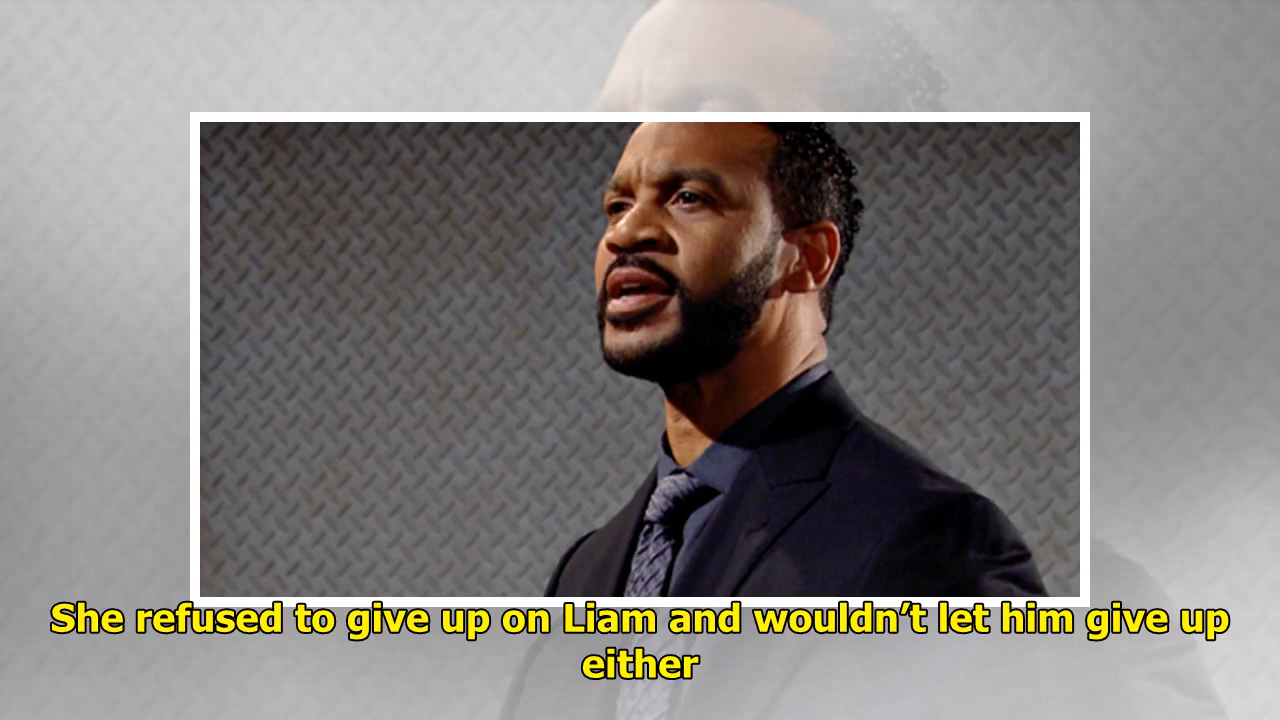 She refused to give up on Liam and wouldn’t let him give up
either